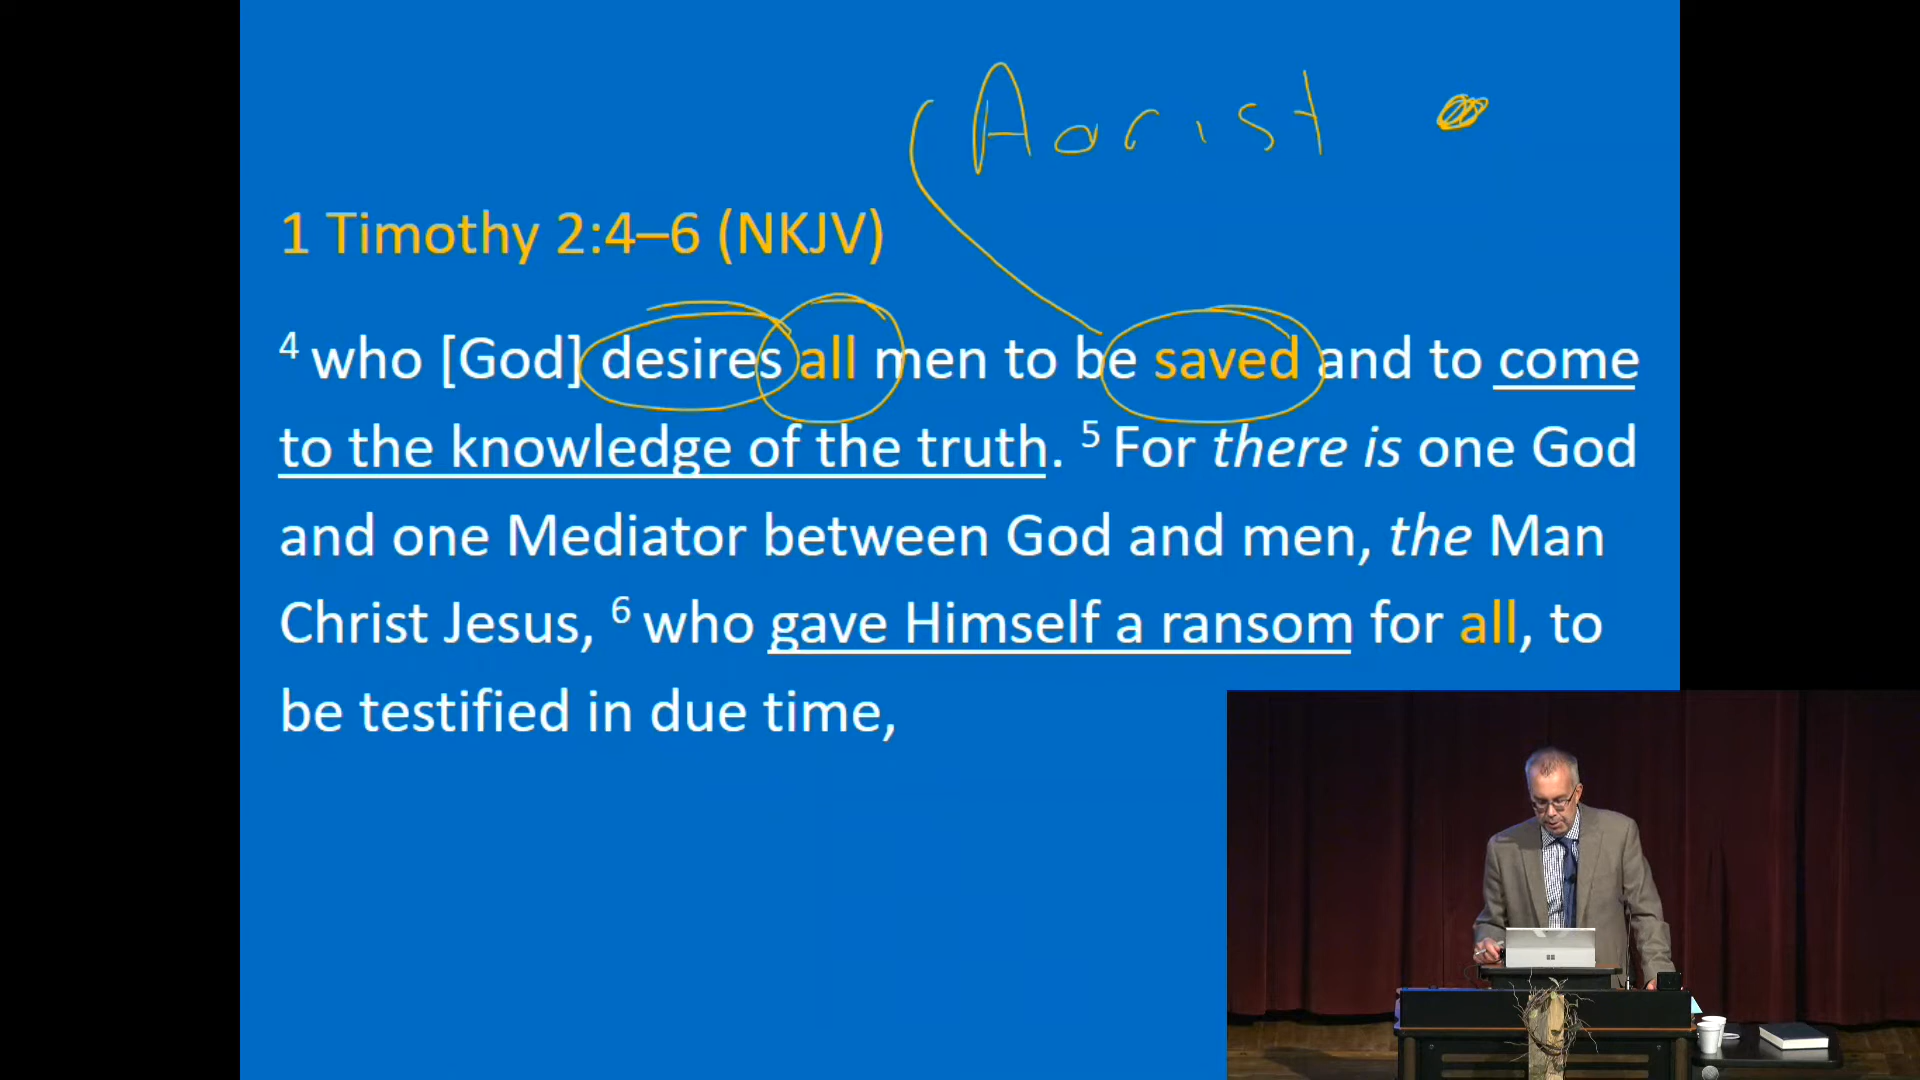 Aorist
1 Timothy 2:4–6 (NKJV)
4 who [God] desires all men to be saved and to come
to the knowledge of the truth. 5 For there is one God
and one Mediator between God and men, the Man
Christ Jesus, 6 who gave Himself a ransom for all, to
be testified in due time,